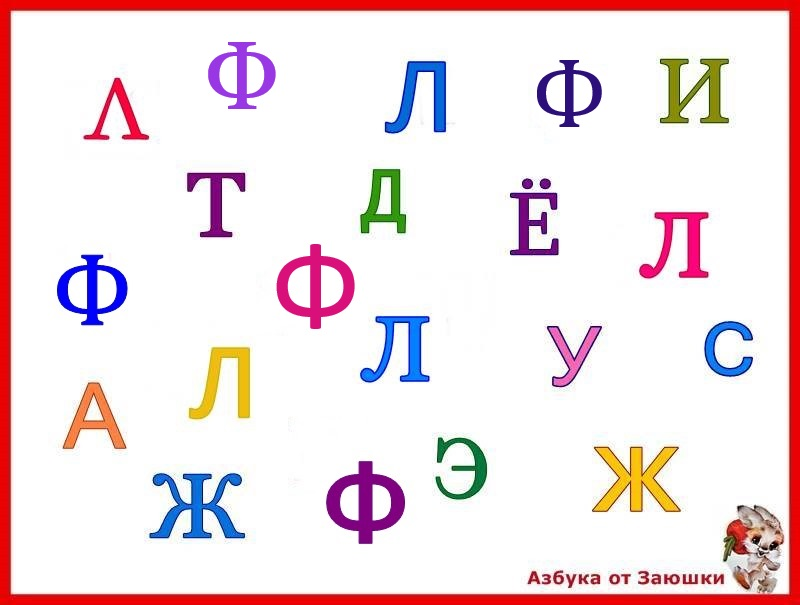 Л Ф Л Ф И
Т Д Ё Л
Ф Ф Л У С
А Л
Ж Ф Э Ж
Азбука от Заюшки